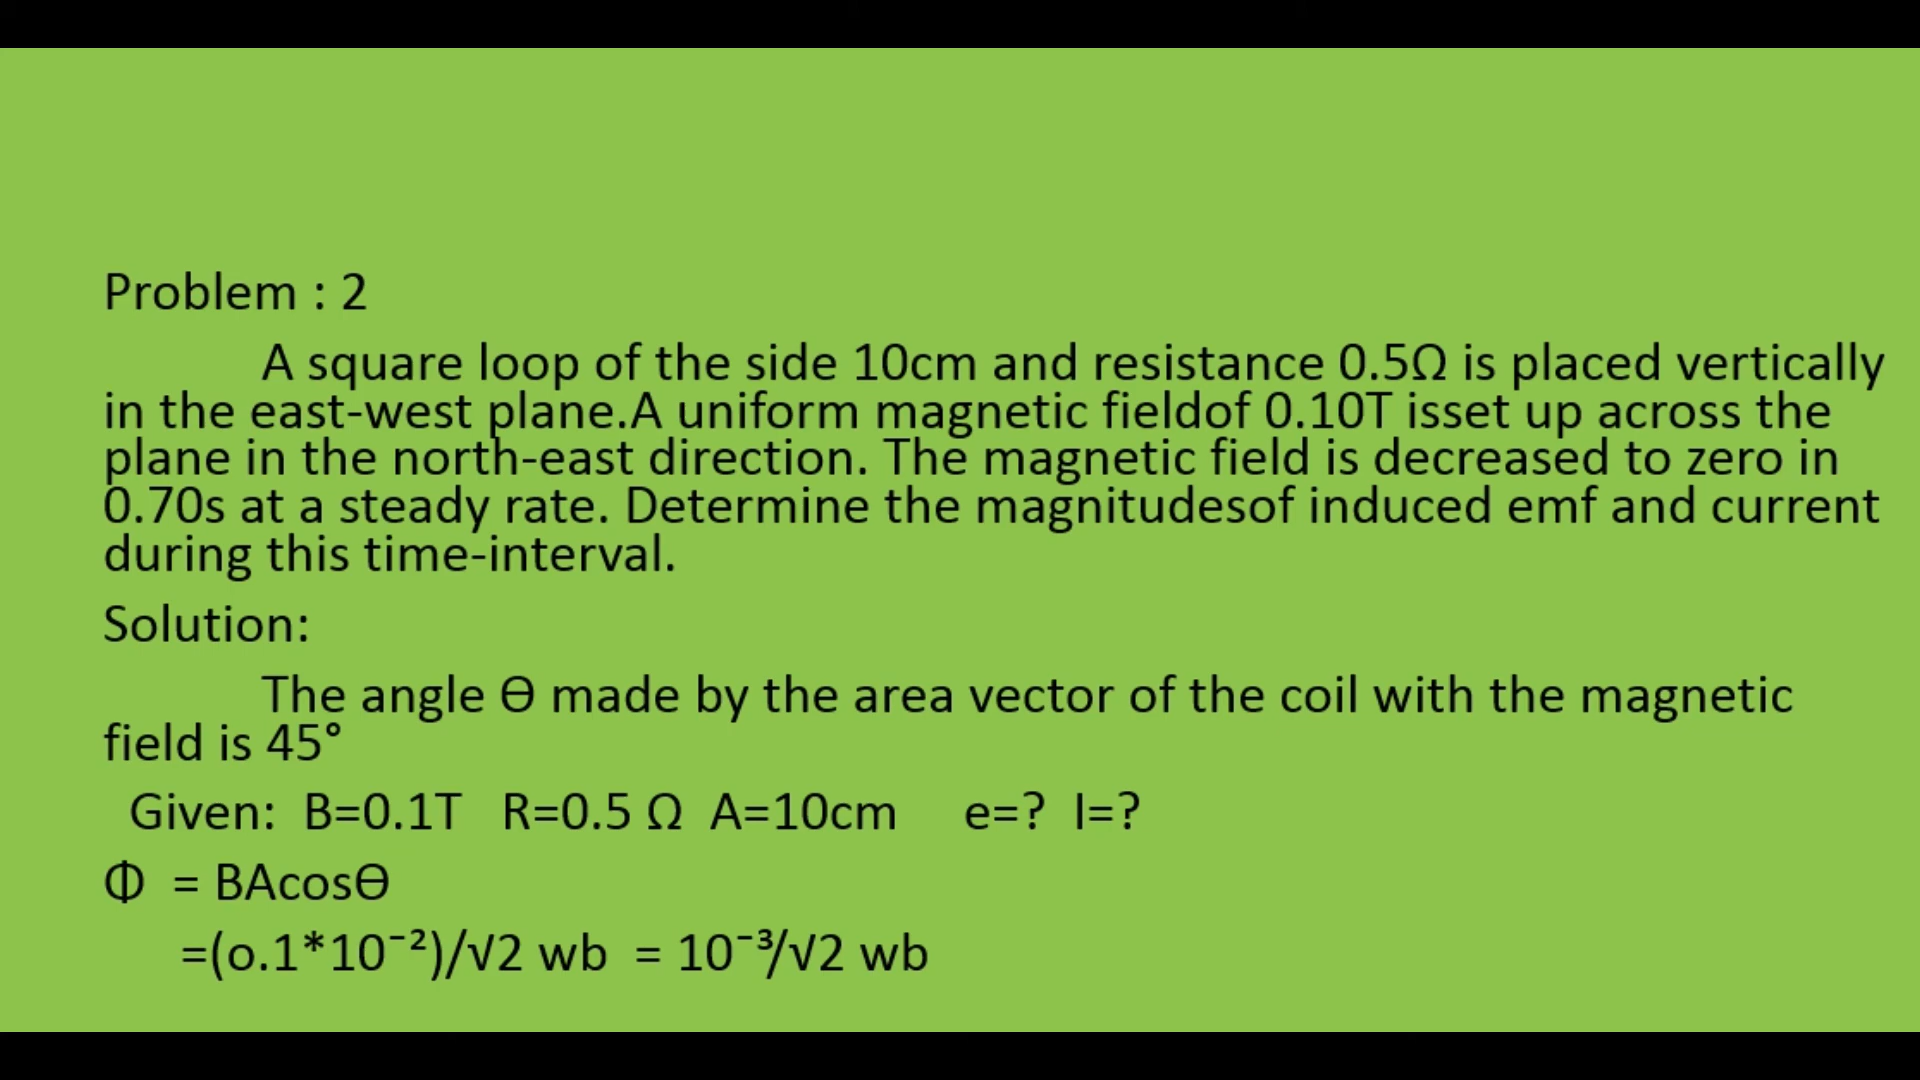 Problem : 2
A square loop of the side 10cm and resistance 0.5Ω is placed vertically
in the east-west plane.A uniform magnetic fieldof 0.10T isset up across the
plane in the north-east direction. The magnetic field is decreased to zero in
0.70s at a steady rate. Determine the magnitudesof induced emf and current
during this time-interval.
Solution:
The angle ϴ made by the area vector of the coil with the magnetic
field is 45°
Given: B=0.1T R=0.5 Ω A=10cm e=? I=?
Φ = BAcosϴ
=(o.1*10⁻²)/√2 wb = 10⁻³/√2 wb